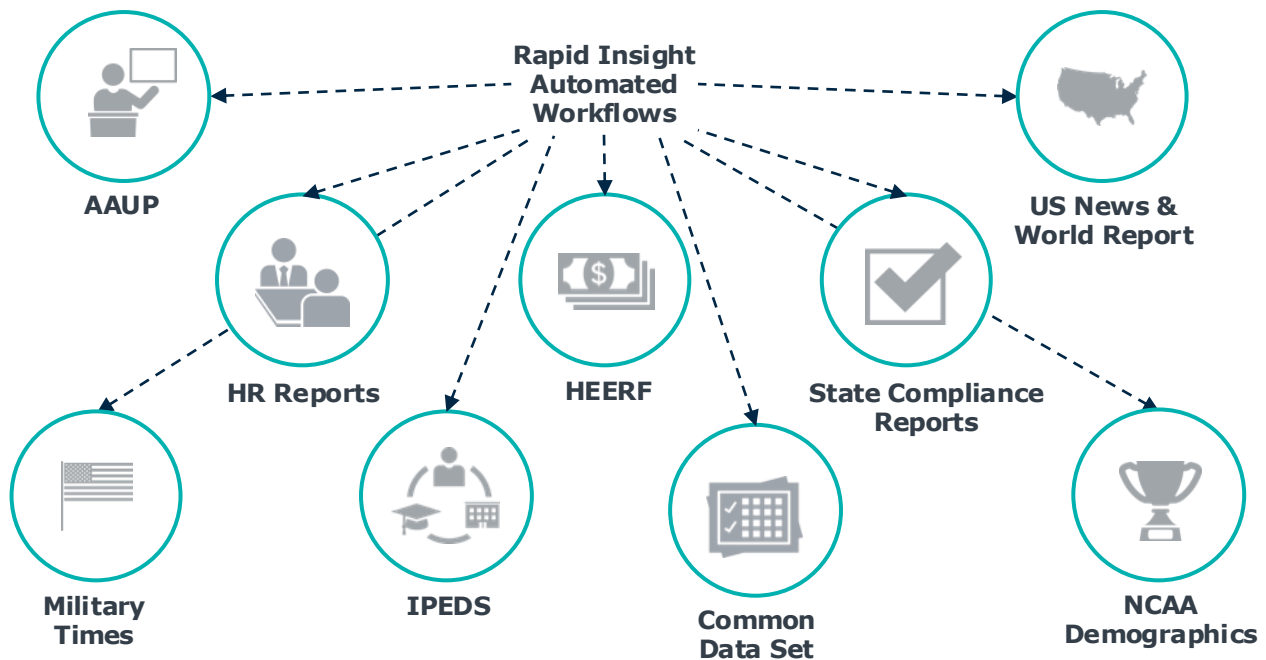 Rapid Insight
Automated
Workflows
AAUP
US News &
World Report
HR Reports
HEERF
State Compliance
Reports
Military
Times
IPEDS
Common
Data Set
NCAA
Demographics